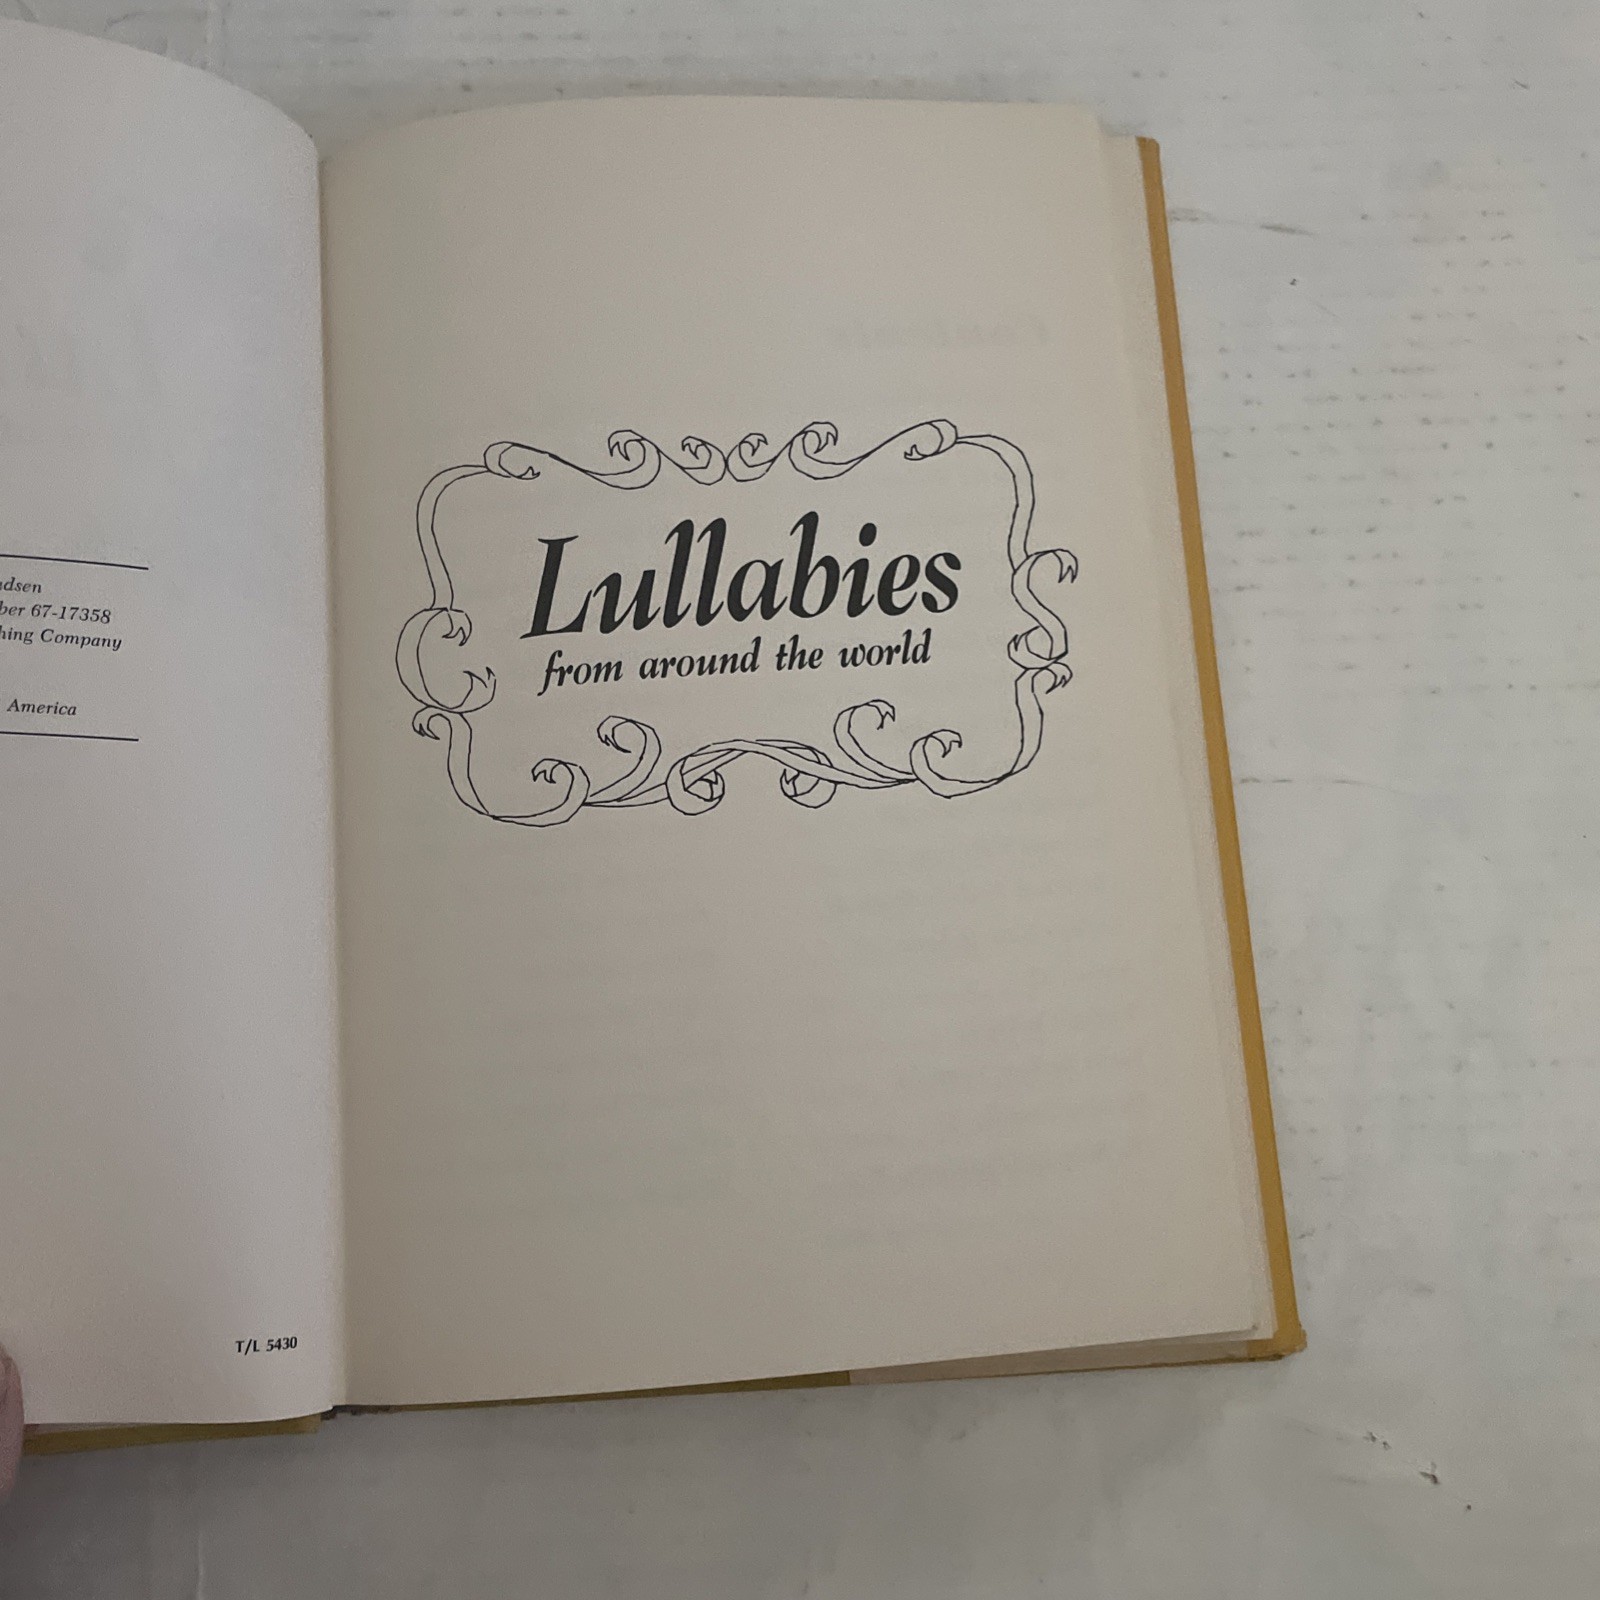 dsen
ber 67-17358
hing Company
America
T/L 5430
Lullabies
from around the world